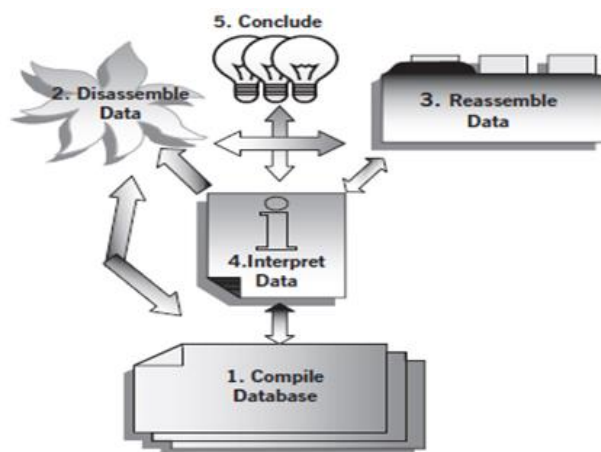 5. Conclude
2. Disassemble
Data
3. Reassemble
Data
4.Interpret
Data
1. Compile
Database